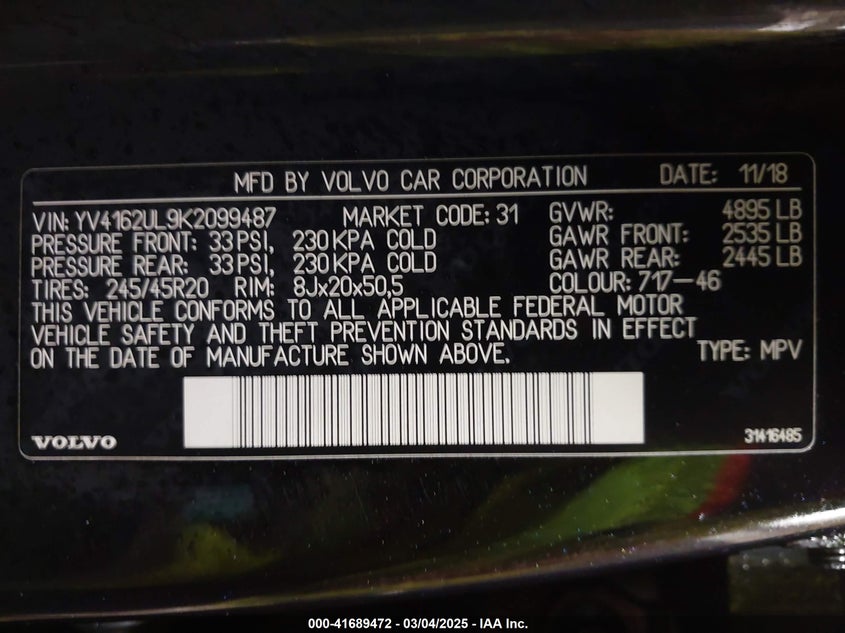 MFD BY VOLVO CAR CORPORATION DATE: 11/18
VIN: YV4162UL9K2099487 MARKET CODE: 31 GVWR: 4895 LB
PRESSURE FRONT: 33 PSI, 230 KPA COLD GAWR FRONT: 2535 LB
PRESSURE REAR: 33 PSI, 230 KPA COLD GAWR REAR: 2445 LB
TIRES: 245/45R20 RIM: 8Jx20x50,5 COLOUR: 717-46
THIS VEHICLE CONFORMS TO ALL APPLICABLE FEDERAL MOTOR
VEHICLE SAFETY AND THEFT PREVENTION STANDARDS IN EFFECT
ON THE DATE OF MANUFACTURE SHOWN ABOVE. TYPE: MPV
VOLVO 31416485
000-41689472 - 03/04/2025 - IAA Inc.